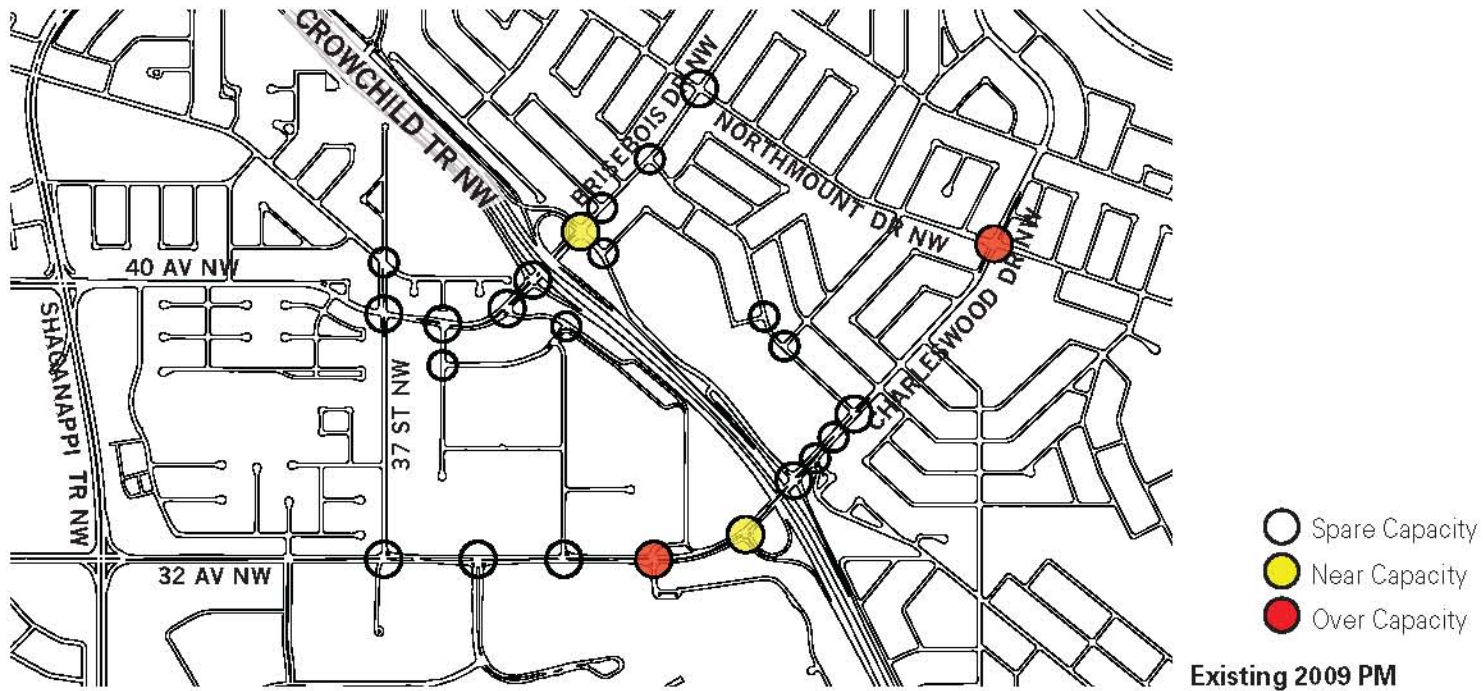 CROWCHILD TR NW
BRISEBOIS DR NW
NORTHMOUNT DR NW
40 AV NW
SHAGANAPPI TR NW
37 ST NW
CHARLESWOOD DR NW
32 AV NW
Spare Capacity
Near Capacity
Over Capacity
Existing 2009 PM